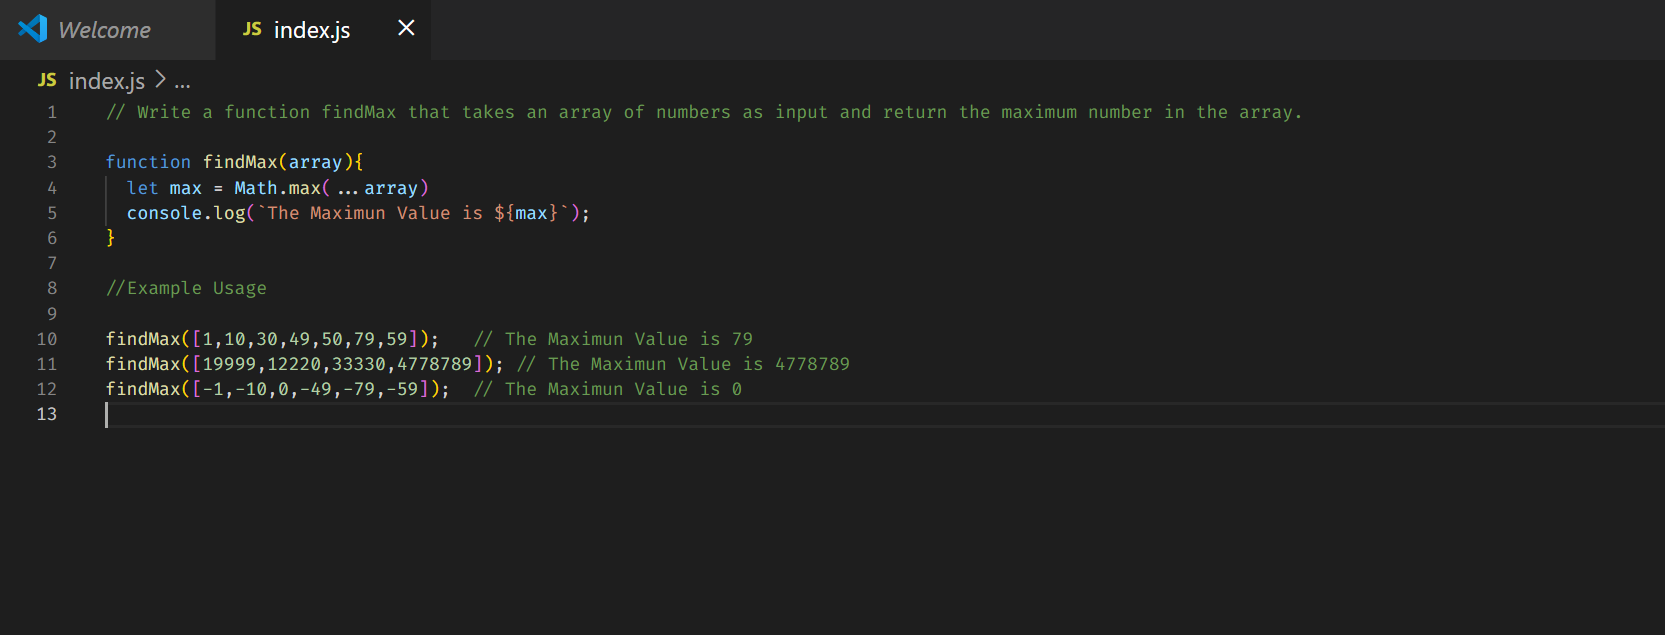 Welcome
JS index.js ×
JS index.js > ...
1 // Write a function findMax that takes an array of numbers as input and return the maximum number in the array.
2
3 function findMax(array){
4 let max = Math.max(...array)
5 console.log(`The Maximun Value is ${max}`);
6 }
7
8 //Example Usage
9
10 findMax([1,10,30,49,50,79,59]); // The Maximun Value is 79
11 findMax([19999,12220,33330,4778789]); // The Maximun Value is 4778789
12 findMax([-1,-10,0,-49,-79,-59]); // The Maximun Value is 0
13